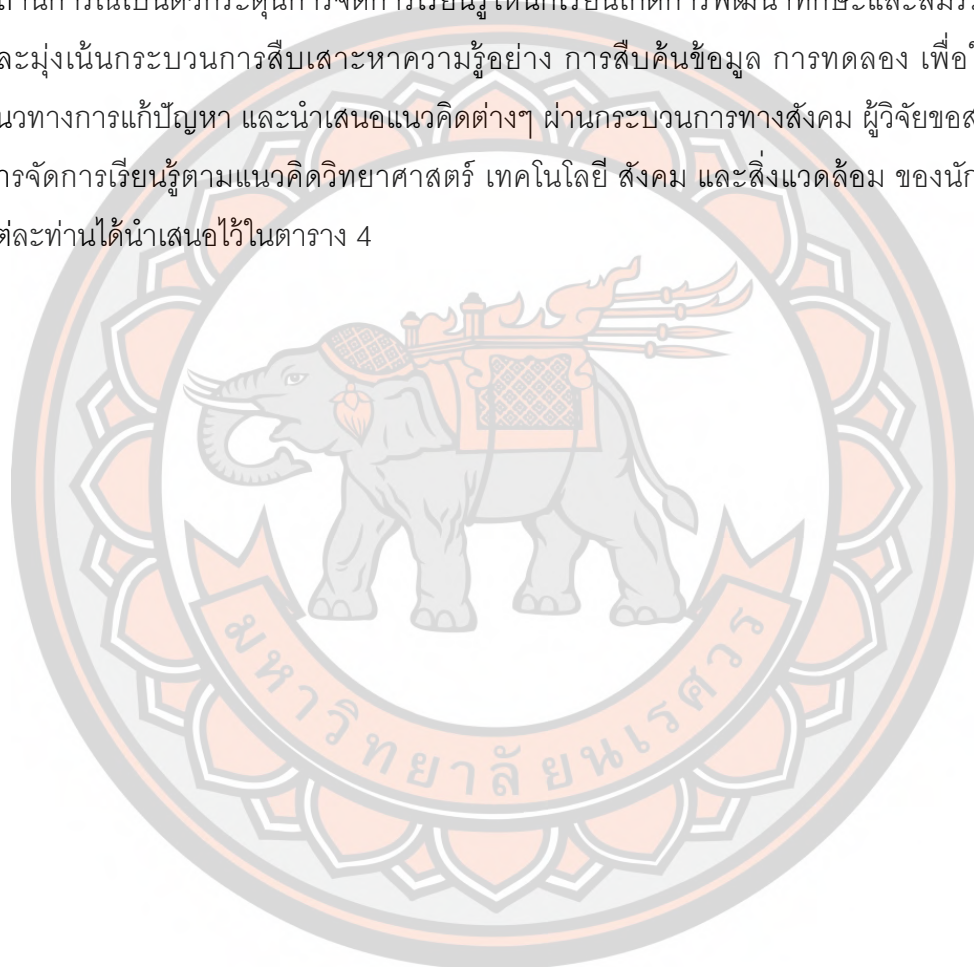 และมุ่งเน้นกระบวนการสืบเสาะหาความรู้อย่าง การสืบค้นข้อมูล การทดลอง เพื่อ
นวทางการแก้ปัญหา และนำเสนอแนวคิดต่างๆ ผ่านกระบวนการทางสังคม ผู้วิจัยขอส
ารจัดการเรียนรู้ตามแนวคิดวิทยาศาสตร์ เทคโนโลยี สังคม และสิ่งแวดล้อม ของนัก
ต่ละท่านได้นำเสนอไว้ในตาราง 4
มหาวิทยาลัยนเรศวร